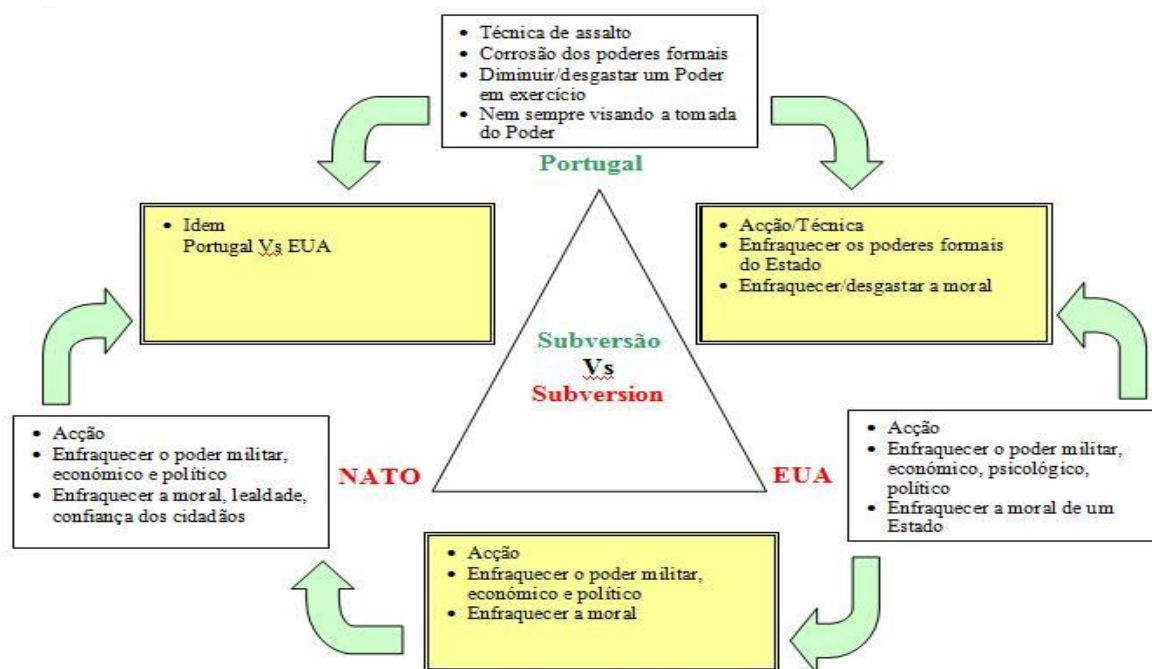 • Técnica de assalto
• Corrosão dos poderes formais
• Diminuir/desgastar um Poder
em exercício
• Nem sempre visando a tomada
do Poder
Portugal
• Idem
Portugal Vs EUA
• Acção/Técnica
• Enfraquecer os poderes formais
do Estado
• Enfraquecer/desgastar a moral
Subversão
Vs
Subversion
• Acção
• Enfraquecer o poder militar,
económico e político
• Enfraquecer a moral, lealdade,
confiança dos cidadãos
NATO
EUA
• Acção
• Enfraquecer o poder militar,
económico, psicológico,
político
• Enfraquecer a moral de um
Estado
• Acção
• Enfraquecer o poder militar,
económico e político
• Enfraquecer a moral